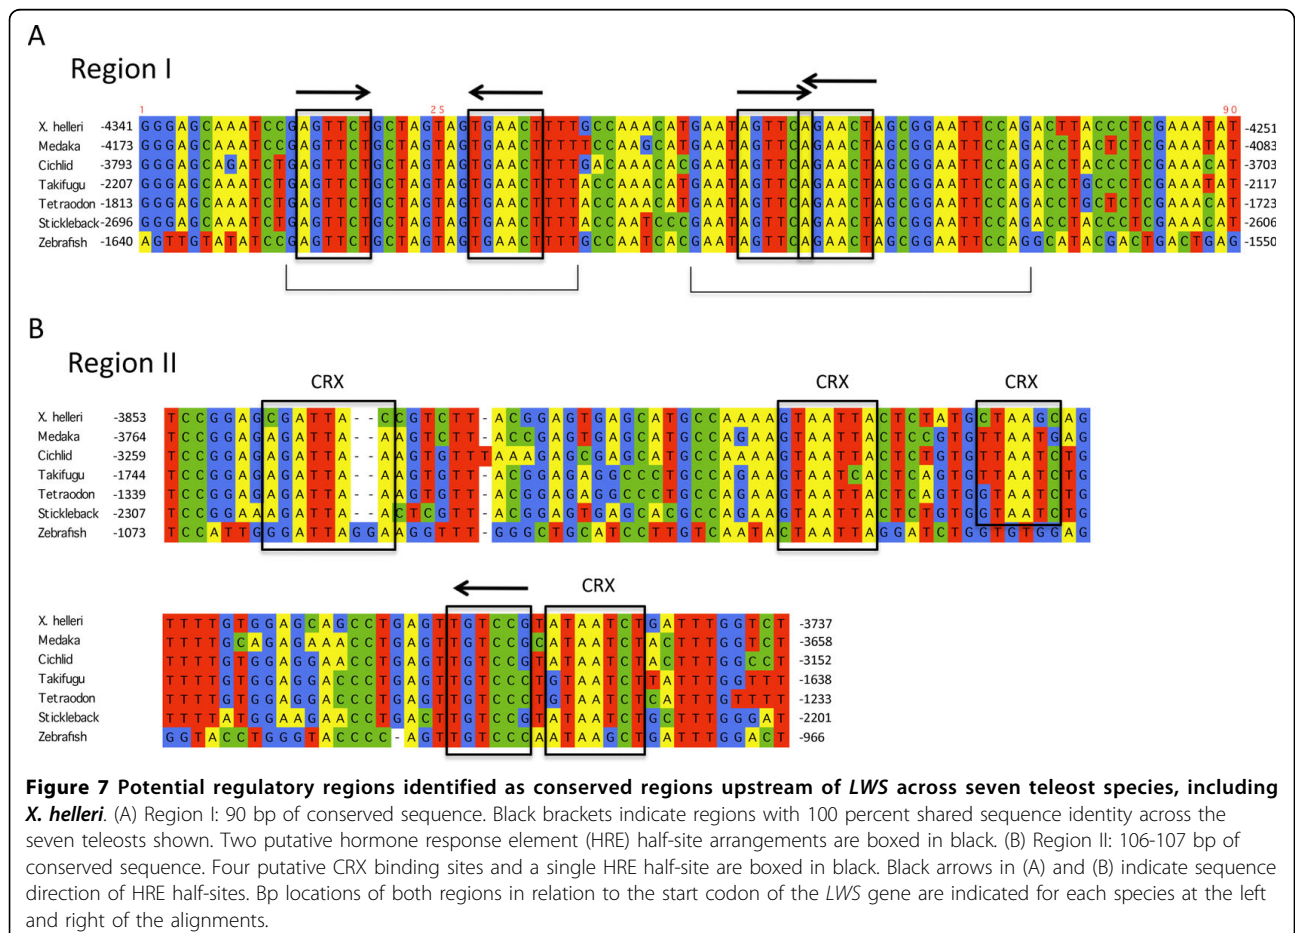 A
Region I
1 25 90
X. helleri -4341 GGGAGCAAATCCGAGTTCTGCTAGTAGTGAACTTTTGCCAAACATGAATAGTTCAGAACTAGCGGAATTCCAGACTTACCCTCGAAATAT -4251
Medaka -4173 GGGAGCAAATCCGAGTTCTGCTAGTAGTGAACTTTTTCCAAGCATGAATAGTTCAGAACTAGCGGAATTCCAGACCTACTCTCGAAATAT -4083
Cichlid -3793 GGGAGCAGATCTGAGTTCTGCTAGTAGTGAACTTTTGACAAACACGAATAGTTCAGAACTAGCGGAATTCCAGACCTACCCTCGAAACAT -3703
Takifugu -2207 GGGAGCAAATCTGAGTTCTGCTAGTAGTGAACTTTTACCAAACATGAATAGTTCAGAACTAGCGGAATTCCAGACCTGCCCTCGAAATAT -2117
Tetraodon -1813 GGGAGCAAATCTGAGTTCTGCTAGTAGTGAACTTTTACCAAACATGAATAGTTCAGAACTAGCGGAATTCCAGACCTGCTCTCGAAACAT -1723
Stickleback -2696 GGGAGCAAATCTGAGTTCTGCTAGTAGTGAACTTTTACCAATCCCGAATAGTTCAGAACTAGCGGAATTCCAGACCTACCCTCGAAACAT -2606
Zebrafish -1640 AGTTGTATATCCGAGTTCTGCTAGTAGTGAACTTTTGCCAATCACGAATAGTTCAGAACTAGCGGAATTCCAGGCATACGACTGACTGAG -1550
B
Region II
CRX CRX CRX
X. helleri -3853 TCCGGAGCGATTA--CCGTCTT-ACGGAGTGAGCATGCCAAAAGTAATTACTCTATGCTAAGCAG
Medaka -3764 TCCGGAGAGATTA--AAGTCTT-ACCGAGTGAGCATGCCAGAAGTAATTACTCCGTGTTAATGAG
Cichlid -3259 TCCGGAGAGATTA--AAGTGTTTAAAGAGCGAGCATGCCAAAAGTAATTACTCTGTGTTAATCTG
Takifugu -1744 TCCGGAGAGATTA--AAGTGTT-ACGGAGAGGCCATGCCAGAAGTAATCACTCAGTGTTAATCTG
Tetraodon -1339 TCCGGAGAGATTA--AAGTGTT-ACGGAGAGGCCCTGCCAGAAGTAATTACTCAGTGGTAATCTG
Stickleback -2307 TCCGGAAAGATTA--ACTCGTT-ACGGAGTGAGCACGCCAGAAGTAATTACTCTGTGGTAATCTG
Zebrafish -1073 TCCATTGGGATTAGGAAGGTTT-GGGCTGCATCCTTGTCAATACTAATTAGGATCTGGTGTGGAG
CRX
X. helleri TTTTGTGGAGCAGCCTGAGTTGTCCGTATAATCTGATTTGGTCT -3737
Medaka TTTTGCAGAGAAACCTGAGTTGTCCGCATAATCTACTTTGGTCT -3658
Cichlid TTTTGTGGAGGAACCTGAGTTGTCCGTATAATCTACTTTGGCCT -3152
Takifugu TTTTGTGGAGGACCCTGAGTTGTCCCTGTAATCTTATTTGGTTT -1638
Tetraodon TTTTGTGGAGGACCCTGAGTTGTCCCTGTAATCTCATTTGTTTT -1233
Stickleback TTTTATGGAAGAACCTGACTTGTCCGTATAATCTGCTTTGGGAT -2201
Zebrafish GGTACCTGGGTACCCC-AGTTGTCCCAATAAGCTGATTTGGACT -966
Figure 7 Potential regulatory regions identified as conserved regions upstream of LWS across seven teleost species, including
X. helleri. (A) Region I: 90 bp of conserved sequence. Black brackets indicate regions with 100 percent shared sequence identity across the
seven teleosts shown. Two putative hormone response element (HRE) half-site arrangements are boxed in black. (B) Region II: 106-107 bp of
conserved sequence. Four putative CRX binding sites and a single HRE half-site are boxed in black. Black arrows in (A) and (B) indicate sequence
direction of HRE half-sites. Bp locations of both regions in relation to the start codon of the LWS gene are indicated for each species at the left
and right of the alignments.